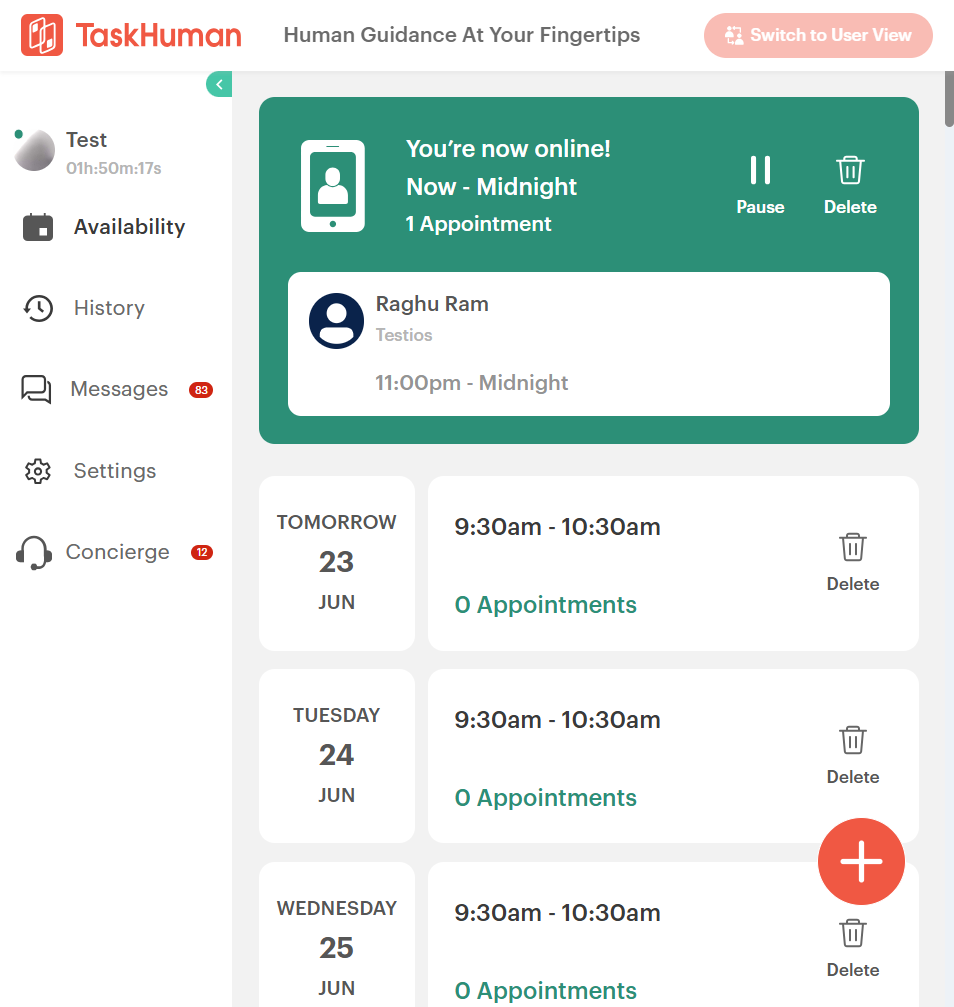 TaskHuman
Human Guidance At Your Fingertips
Switch to User View
Test
01h:50m:17s
Availability
History
Messages 83
Settings
Concierge 12
You're now online!
Now - Midnight
1 Appointment
Pause
Delete
Raghu Ram
Testios
11:00pm - Midnight
TOMORROW
23
JUN
9:30am - 10:30am
0 Appointments
Delete
TUESDAY
24
JUN
9:30am - 10:30am
0 Appointments
Delete
WEDNESDAY
25
JUN
9:30am - 10:30am
0 Appointments
Delete